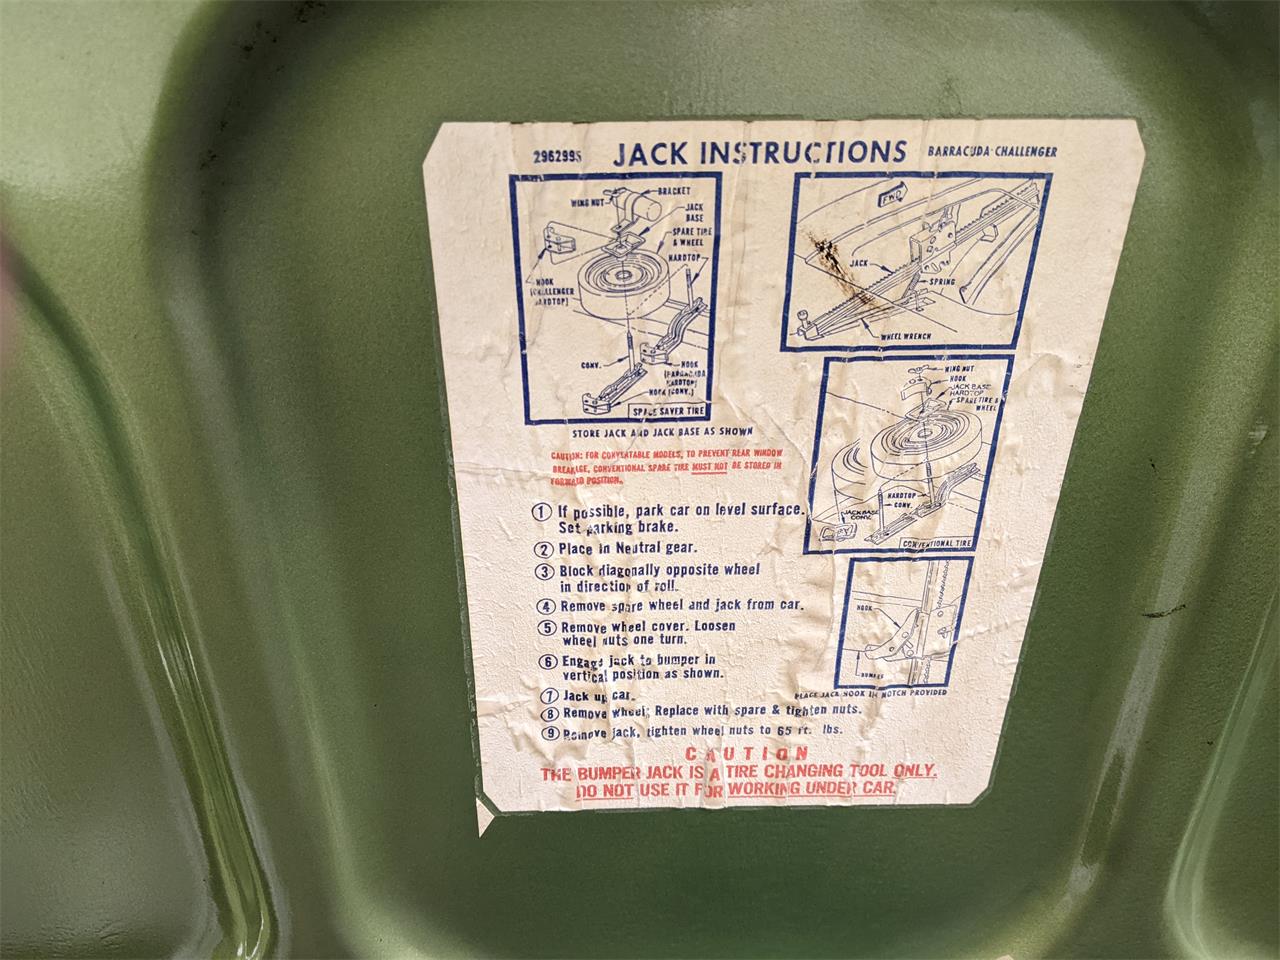 2962995 JACK INSTRUCTIONS BARRACUDA-CHALLENGER
WING NUT
BRACKET
JACK
BASE
SPARE TIRE
& WHEEL
HARDTOP
HOOK
(CHALLENGER
HARDTOP)
CONV.
HOOK
(BARRACUDA
HARDTOP)
HOOK (CONV.)
SPACE SAVER TIRE
STORE JACK AND JACK BASE AS SHOWN
FWD
JACK
SPRING
WHEEL WRENCH
WING NUT
HOOK
JACK BASE
HARDTOP
SPARE TIRE &
WHEEL
HARDTOP
CONV.
JACK BASE
CONV.
CONVENTIONAL TIRE
CAUTION: FOR CONVERTABLE MODELS, TO PREVENT REAR WINDOW
BREAKAGE, CONVENTIONAL SPARE TIRE MUST NOT BE STORED IN
FORWARD POSITION.
1 If possible, park car on level surface.
Set parking brake.
2 Place in Neutral gear.
3 Block diagonally opposite wheel
in direction of roll.
4 Remove spare wheel and jack from car.
5 Remove wheel cover. Loosen
wheel nuts one turn.
6 Engage jack to bumper in
vertical position as shown.
7 Jack up car.
8 Remove wheel; Replace with spare & tighten nuts.
9 Remove jack, tighten wheel nuts to 65 ft. lbs.
HOOK
BUMPER
PLACE JACK HOOK IN NOTCH PROVIDED
CAUTION
THE BUMPER JACK IS A TIRE CHANGING TOOL ONLY.
DO NOT USE IT FOR WORKING UNDER CAR.